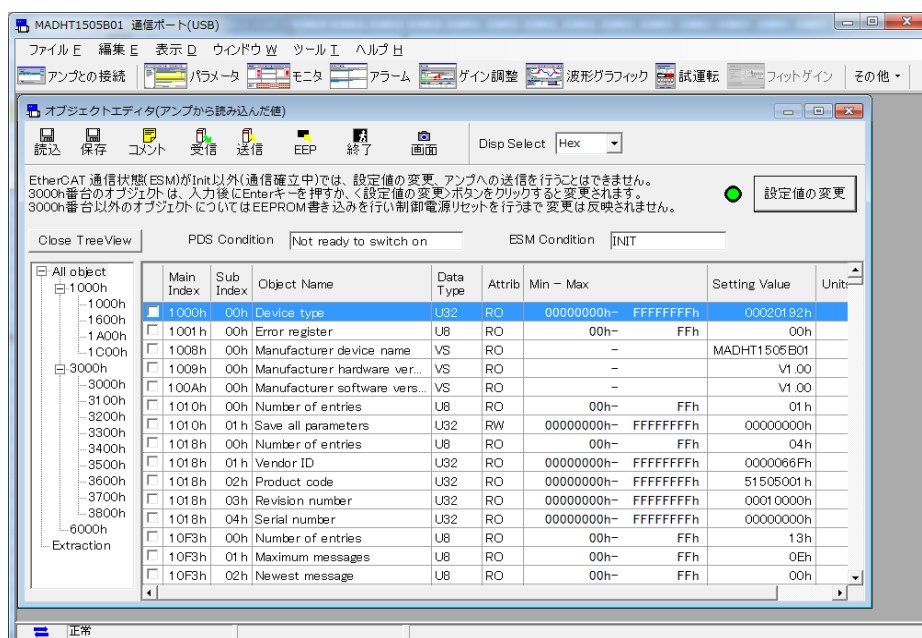 MADHT1505B01 通信ポート(USB)
ファイル F 編集 E 表示 D ウィンドウ W ツール T ヘルプ H
アンプとの接続 パラメータ モニタ アラーム ゲイン調整 波形グラフィック 試運転 フィットゲイン その他
オブジェクトエディタ(アンプから読み込んだ値)
読込 保存 コメント 受信 送信 EEP 終了 画面 Disp Select Hex
EtherCAT 通信状態(ESM)がInit以外(通信確立中)では、設定値の変更、アンプへの送信を行うことはできません。
3000h番台のオブジェクトは、入力後にEnterキーを押すか、<設定値の変更>ボタンをクリックすると変更されます。
3000h番台以外のオブジェクトについてはEEPROM書き込みを行い制御電源リセットを行うまで変更は反映されません。
設定値の変更
Close TreeView PDS Condition Not ready to switch on ESM Condition INIT
All object
1000h
1000h
1600h
1A00h
1C00h
3000h
3000h
3100h
3200h
3300h
3400h
3500h
3600h
3700h
3800h
6000h
Extraction
Main Index Sub Index Object Name Data Type Attrib Min - Max Setting Value Units
1000h 00h Device type U32 RO 00000000h- FFFFFFFFh 00020192h
1001h 00h Error register U8 RO 00h- FFh 00h
1008h 00h Manufacturer device name VS RO - MADHT1505B01
1009h 00h Manufacturer hardware ver... VS RO - V1.00
100Ah 00h Manufacturer software vers... VS RO - V1.00
1010h 00h Number of entries U8 RO 00h- FFh 01h
1010h 01h Save all parameters U32 RW 00000000h- FFFFFFFFh 00000000h
1018h 00h Number of entries U8 RO 00h- FFh 04h
1018h 01h Vendor ID U32 RO 00000000h- FFFFFFFFh 0000066Fh
1018h 02h Product code U32 RO 00000000h- FFFFFFFFh 51505001h
1018h 03h Revision number U32 RO 00000000h- FFFFFFFFh 00010000h
1018h 04h Serial number U32 RO 00000000h- FFFFFFFFh 00000000h
10F3h 00h Number of entries U8 RO 00h- FFh 13h
10F3h 01h Maximum messages U8 RO 00h- FFh 0Eh
10F3h 02h Newest message U8 RO 00h- FFh 00h
正常